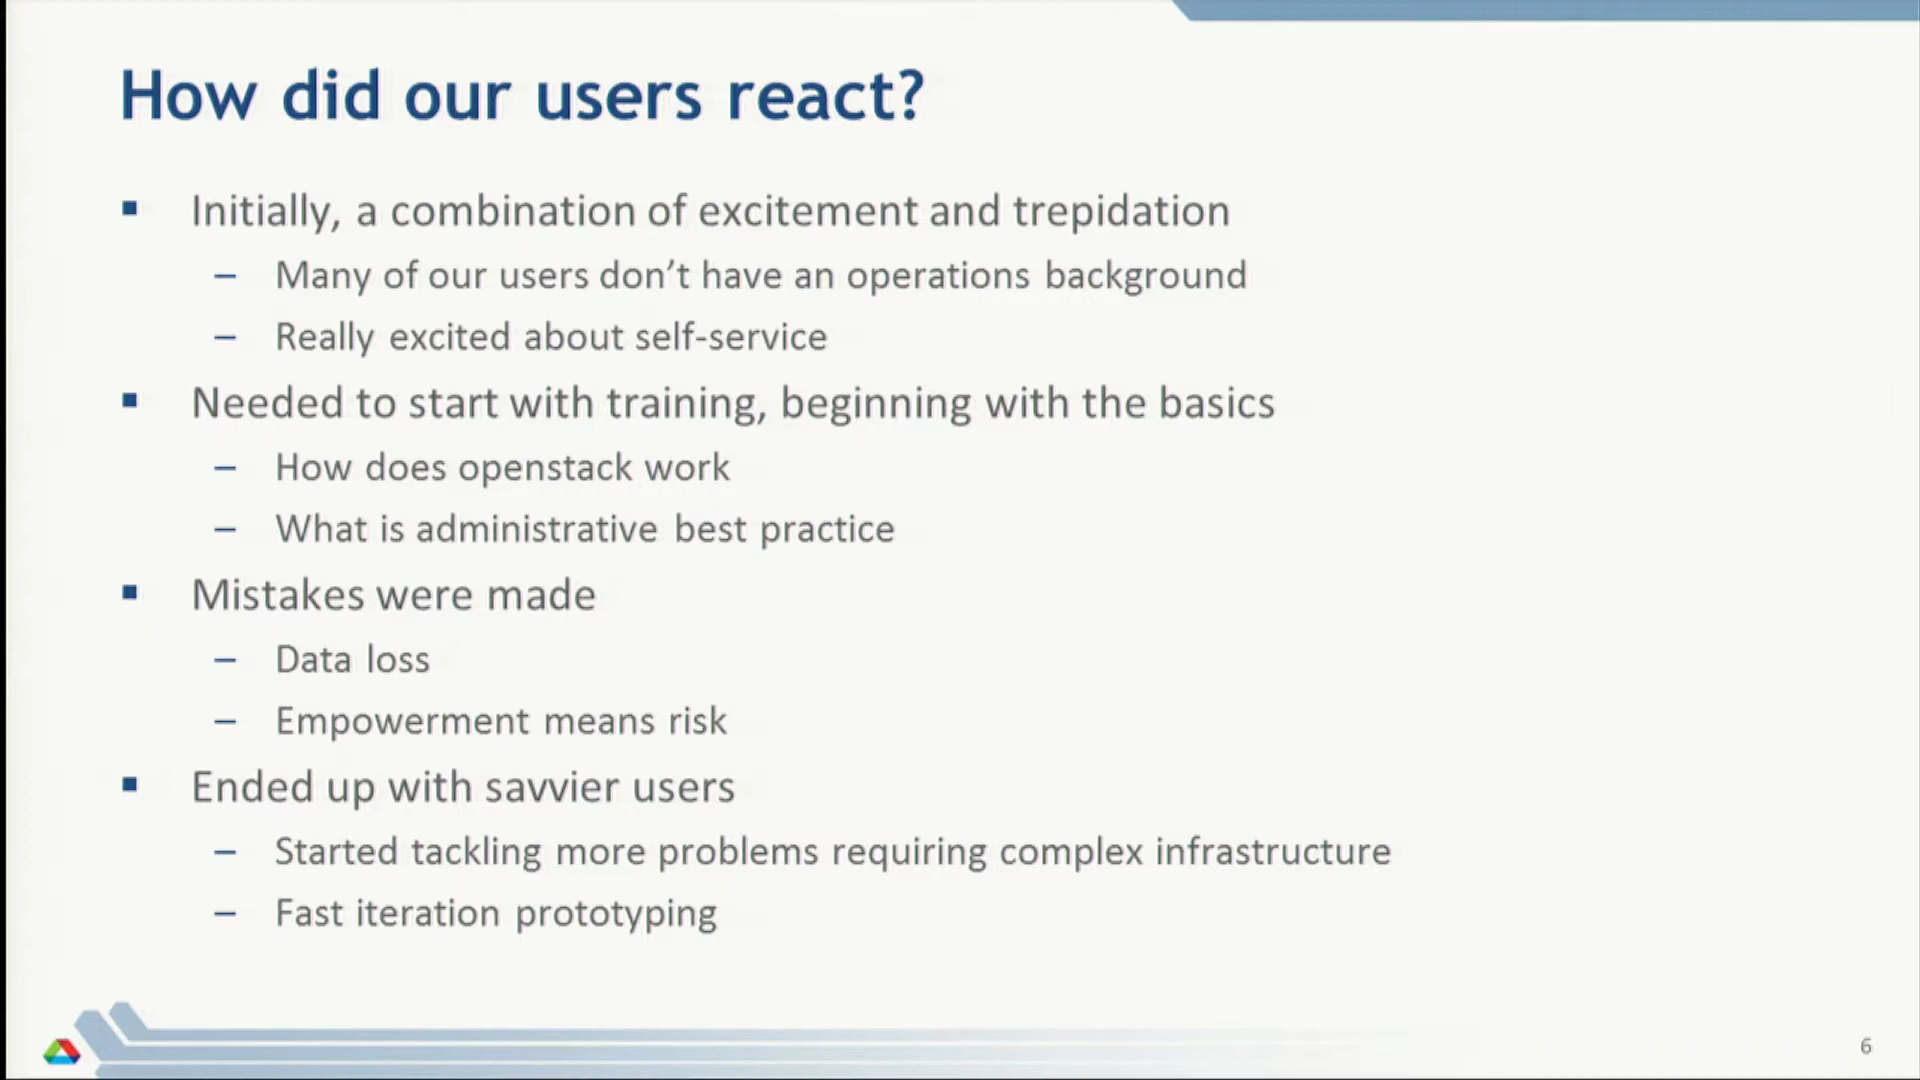 How did our users react?
▪ Initially, a combination of excitement and trepidation
– Many of our users don’t have an operations background
– Really excited about self-service
▪ Needed to start with training, beginning with the basics
– How does openstack work
– What is administrative best practice
▪ Mistakes were made
– Data loss
– Empowerment means risk
▪ Ended up with savvier users
– Started tackling more problems requiring complex infrastructure
– Fast iteration prototyping
6